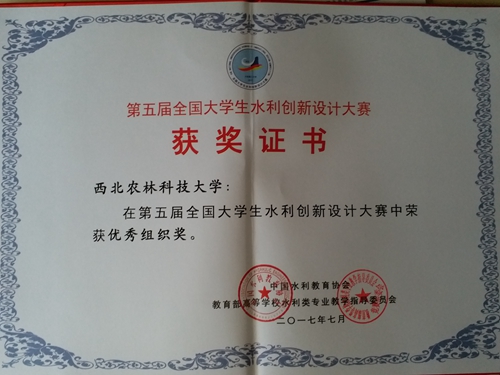 第五届全国大学生水利创新设计大赛
获奖证书
西北农林科技大学：
在第五届全国大学生水利创新设计大赛中荣
获优秀组织奖。
中国水利教育协会
教育部高等学校水利类专业教学指导委员会
二〇一七年七月